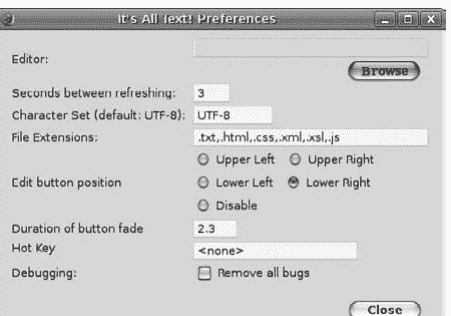 It's All Text! Preferences
Editor:
Browse
Seconds between refreshing: 3
Character Set (default: UTF-8): UTF-8
File Extensions: .txt,.html,.css,.xml,.xsl,.js
Upper Left Upper Right
Edit button position Lower Left Lower Right
Disable
Duration of button fade 2.3
Hot Key <none>
Debugging: Remove all bugs
Close